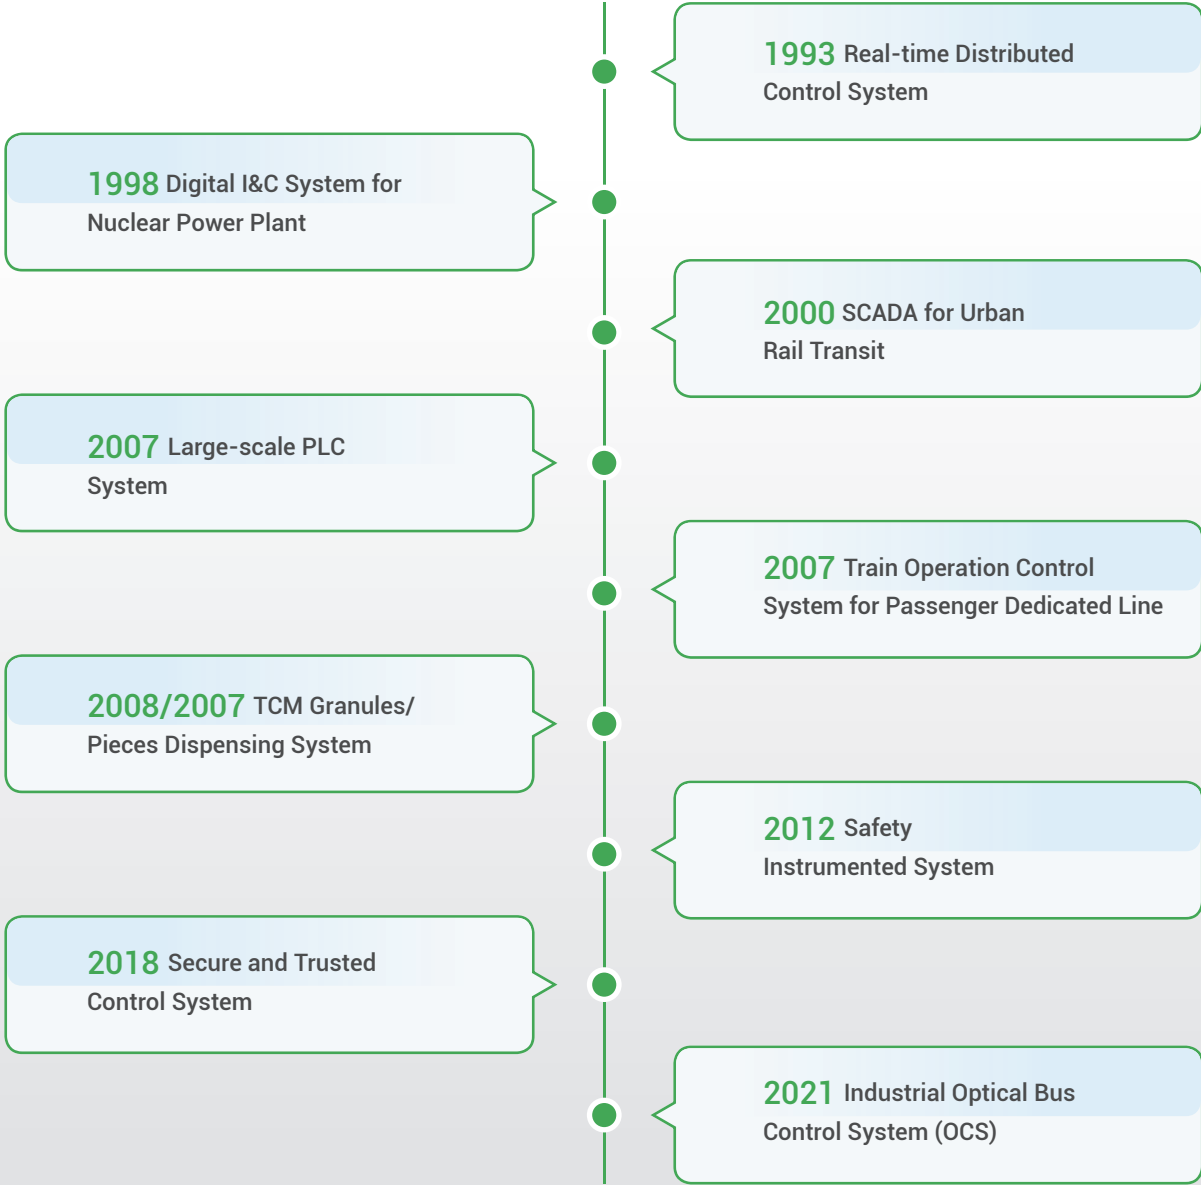 1993 Real-time Distributed
Control System
1998 Digital I&C System for
Nuclear Power Plant
2000 SCADA for Urban
Rail Transit
2007 Large-scale PLC
System
2007 Train Operation Control
System for Passenger Dedicated Line
2008/2007 TCM Granules/
Pieces Dispensing System
2012 Safety
Instrumented System
2018 Secure and Trusted
Control System
2021 Industrial Optical Bus
Control System (OCS)